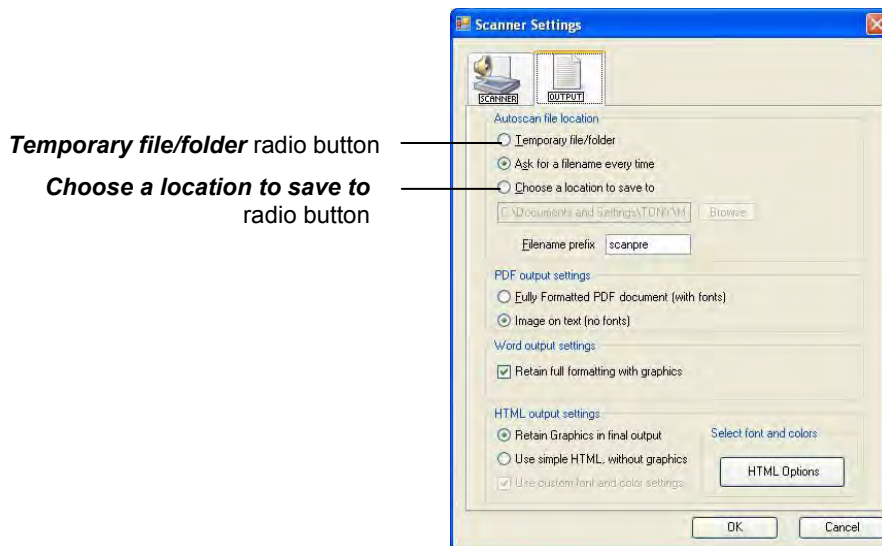 Scanner Settings
SCANNER
OUTPUT
Autoscan file location
Temporary file/folder radio button
Temporary file/folder
Ask for a filename every time
Choose a location to save to
radio button
Choose a location to save to
C:\Documents and Settings\TONY\M
Browse
Filename prefix scanpre
PDF output settings
Fully Formatted PDF document (with fonts)
Image on text (no fonts)
Word output settings
Retain full formatting with graphics
HTML output settings
Retain Graphics in final output
Select font and colors
Use simple HTML, without graphics
HTML Options
Use custom font and color settings
OK
Cancel